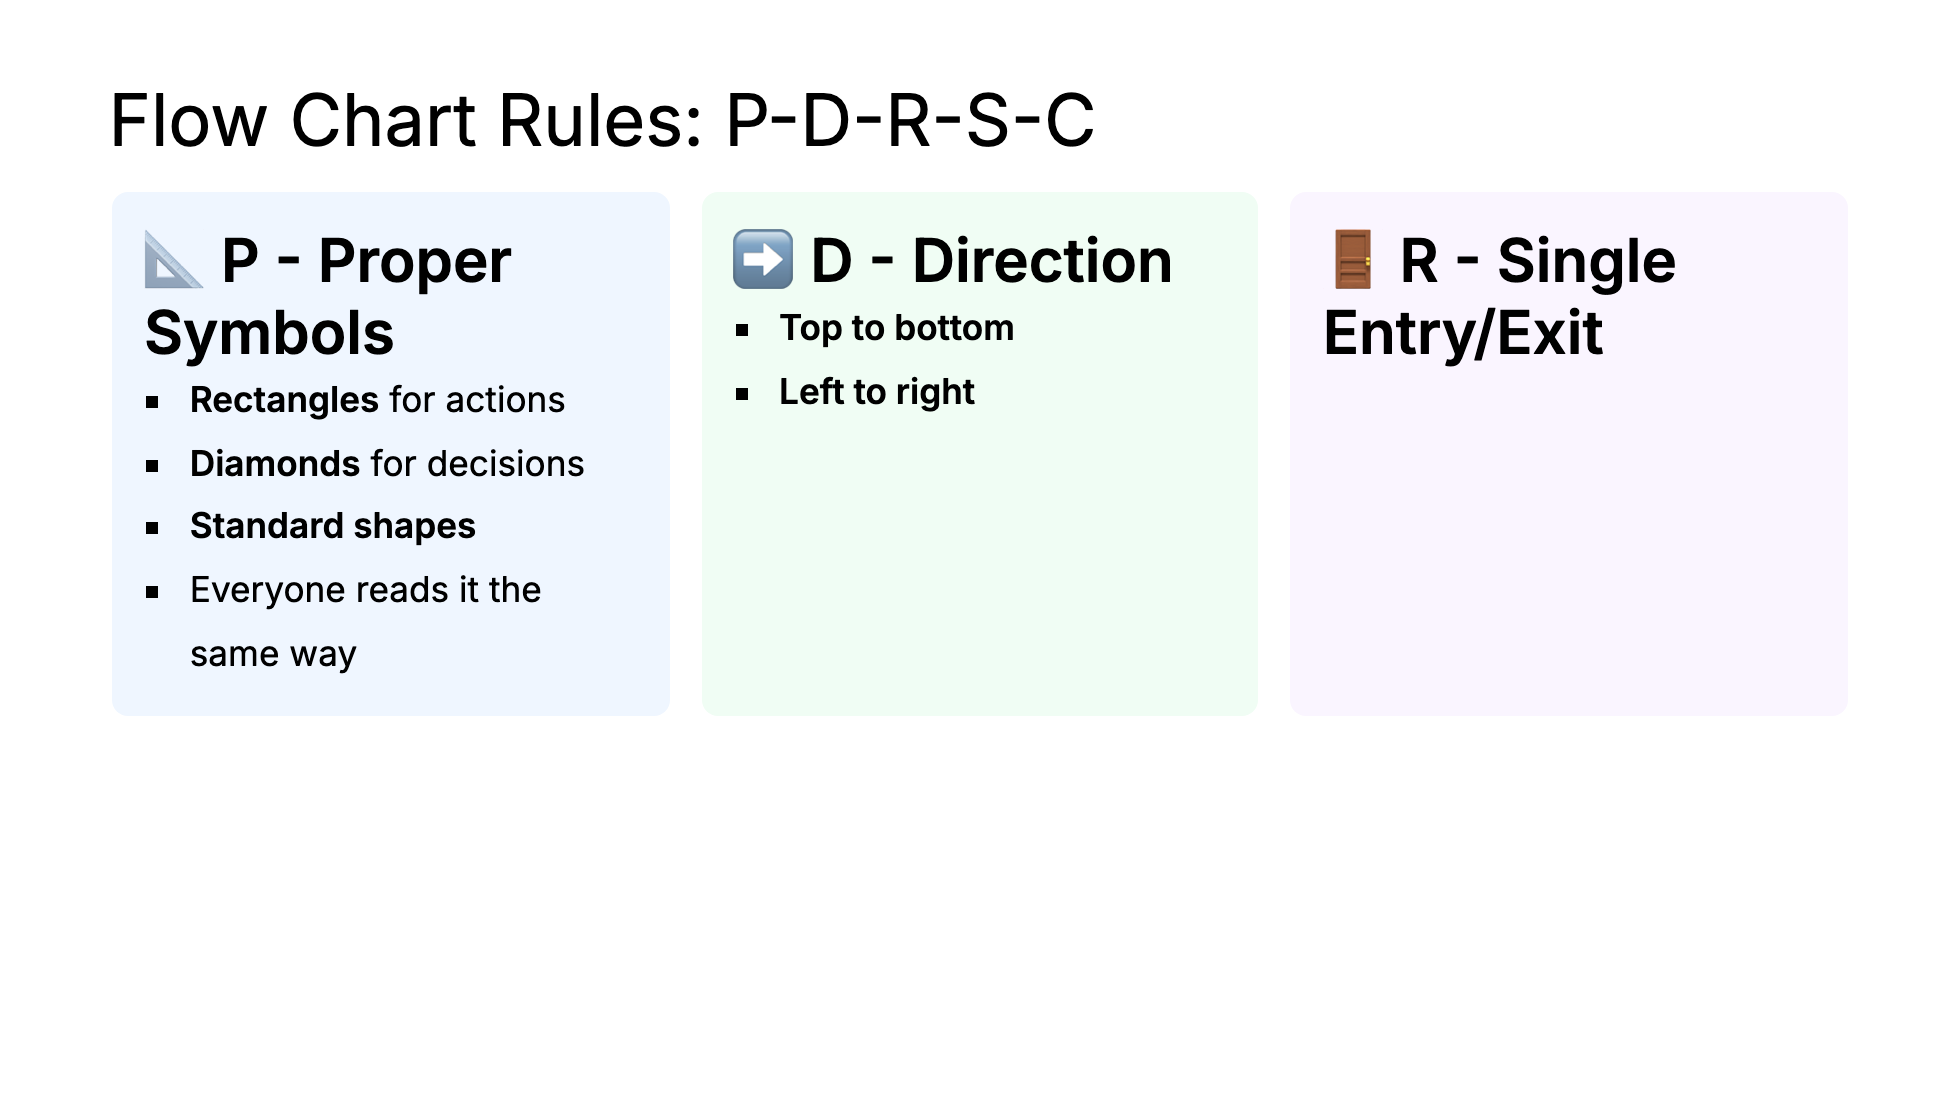 Flow Chart Rules: P-D-R-S-C
📐 P - Proper
Symbols
▪ Rectangles for actions
▪ Diamonds for decisions
▪ Standard shapes
▪ Everyone reads it the
same way
➡️ D - Direction
▪ Top to bottom
▪ Left to right
🚪 R - Single
Entry/Exit